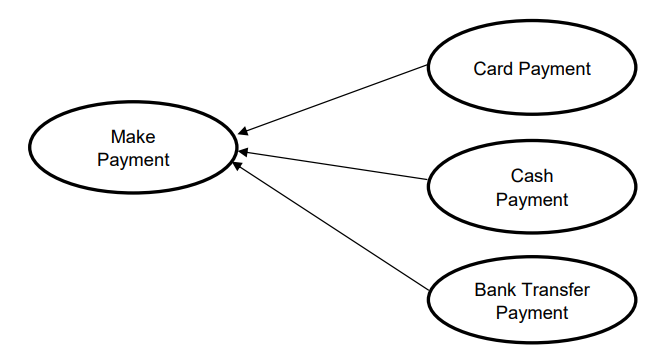 Make
Payment
Card Payment
Cash
Payment
Bank Transfer
Payment